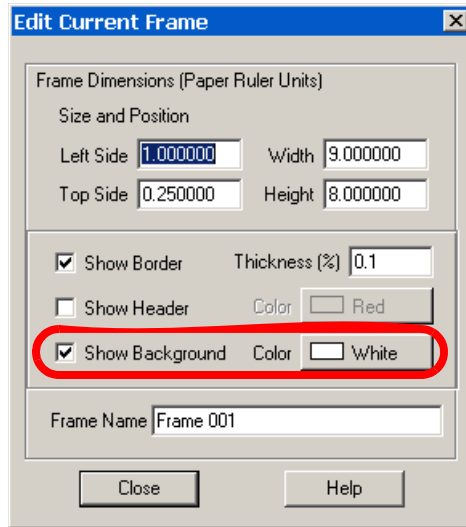 Edit Current Frame
Frame Dimensions (Paper Ruler Units)
Size and Position
Left Side 1.000000 Width 9.000000
Top Side 0.250000 Height 8.000000
Show Border Thickness (%) 0.1
Show Header Color Red
Show Background Color White
Frame Name Frame 001
Close Help